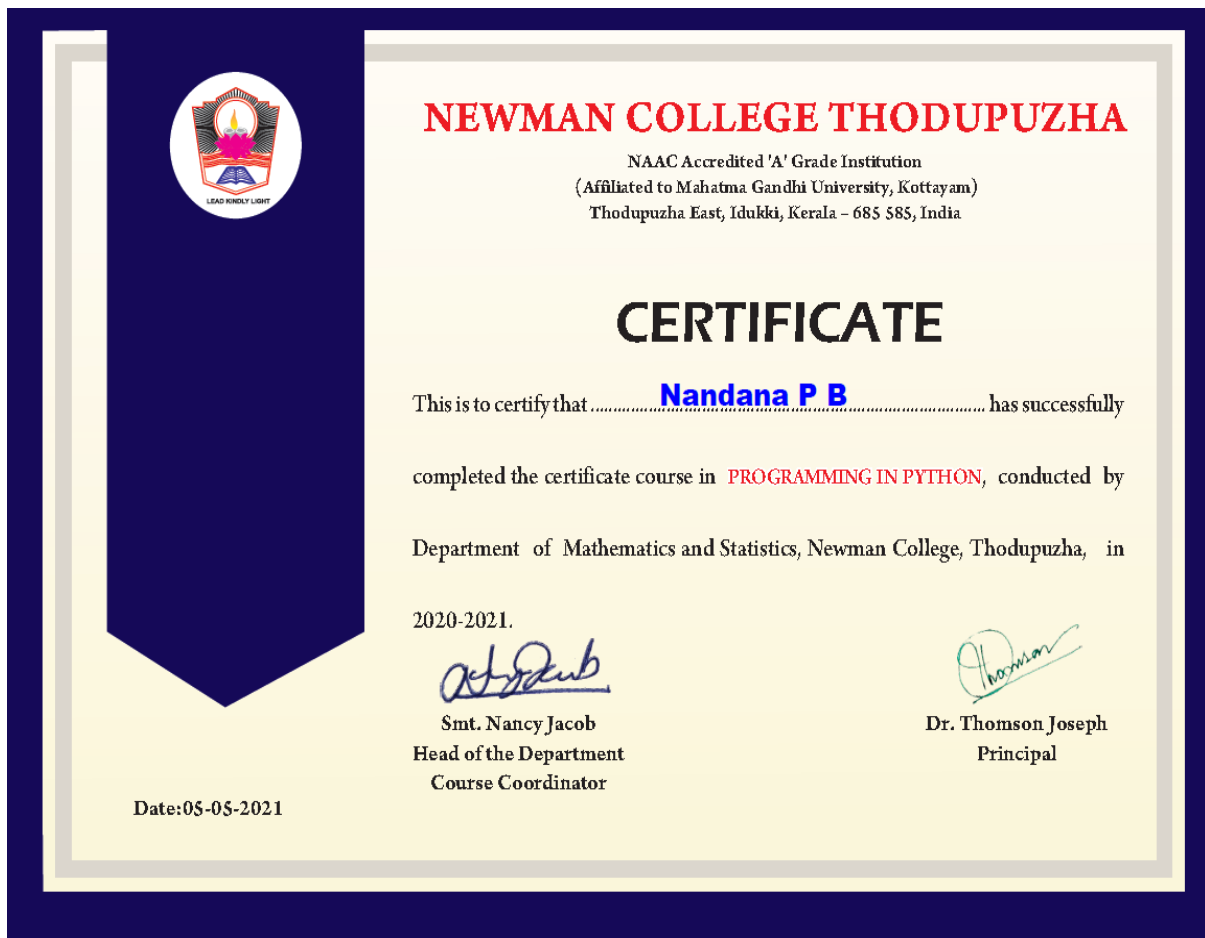 LEAD KINDLY LIGHT
NEWMAN COLLEGE THODUPUZHA
NAAC Accredited 'A' Grade Institution
(Affiliated to Mahatma Gandhi University, Kottayam)
Thodupuzha East, Idukki, Kerala – 685 585, India
CERTIFICATE
This is to certify that Nandana P B has successfully
completed the certificate course in PROGRAMMING IN PYTHON, conducted by
Department of Mathematics and Statistics, Newman College, Thodupuzha, in
2020-2021.
Thomson
Smt. Nancy Jacob
Head of the Department
Course Coordinator
Dr. Thomson Joseph
Principal
Date:05-05-2021